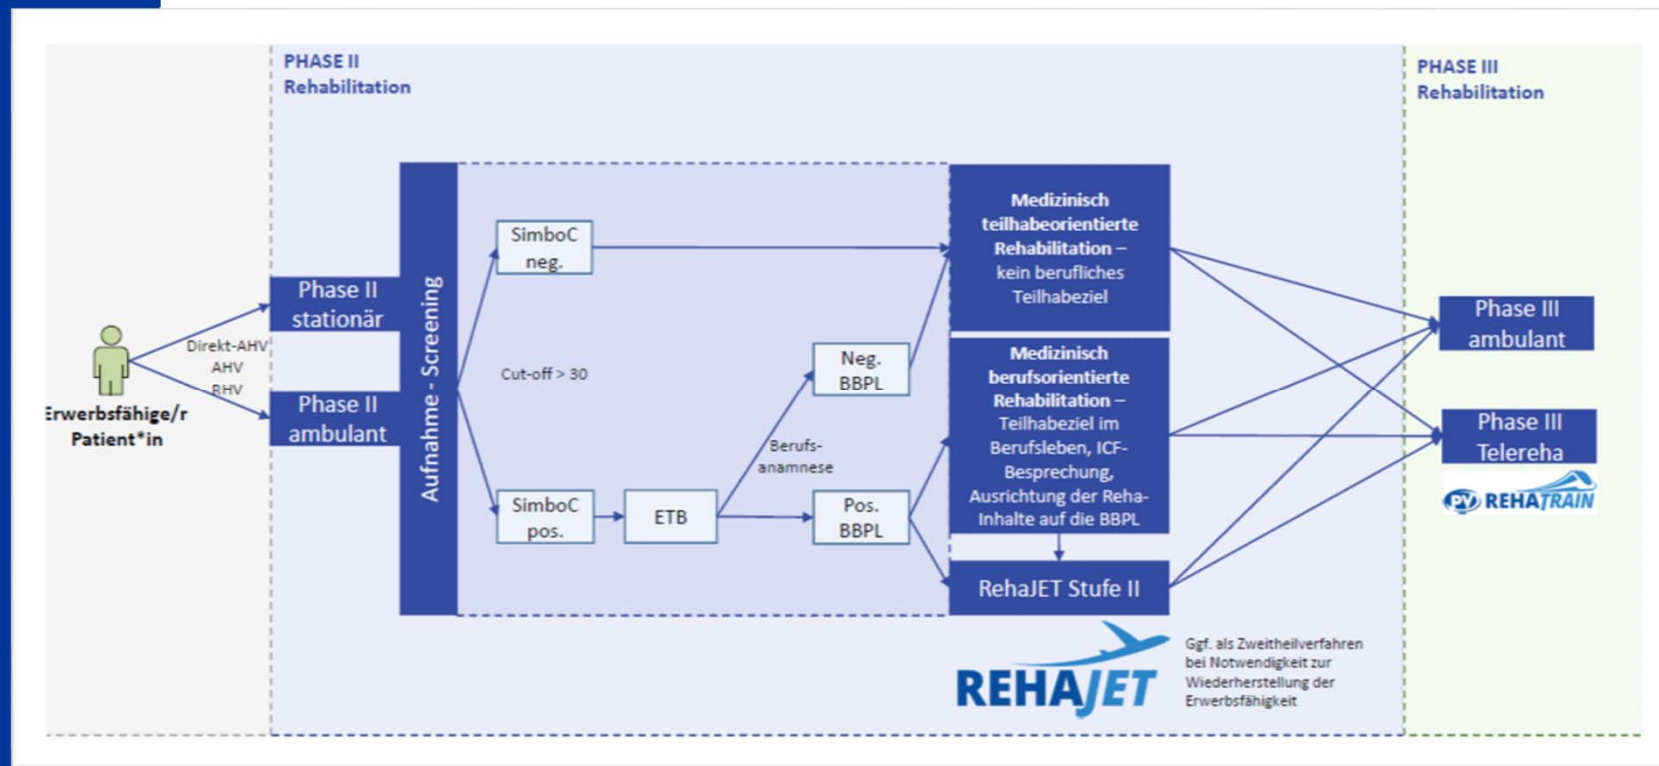 PHASE II
Rehabilitation
PHASE III
Rehabilitation
Erwerbsfähige/r
Patient*in
Direkt-AHV
AHV
RHV
Phase II
stationär
Phase II
ambulant
Aufnahme - Screening
SimboC
neg.
Cut-off > 30
SimboC
pos.
ETB
Berufs-
anamnese
Neg.
BBPL
Pos.
BBPL
Medizinisch
teilhabeorientierte
Rehabilitation –
kein berufliches
Teilhabeziel
Medizinisch
berufsorientierte
Rehabilitation –
Teilhabeziel im
Berufsleben, ICF-
Besprechung,
Ausrichtung der Reha-
Inhalte auf die BBPL
RehaJET Stufe II
REHAJET
Ggf. als Zweitheilverfahren
bei Notwendigkeit zur
Wiederherstellung der
Erwerbsfähigkeit
Phase III
ambulant
Phase III
Telereha
PV REHATRAIN